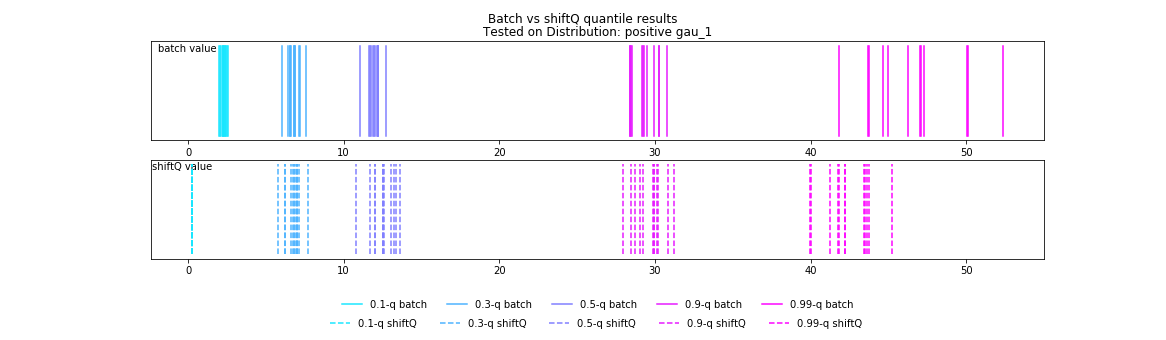 Batch vs shiftQ quantile results
Tested on Distribution: positive gau_1
batch value
0 10 20 30 40 50
shiftQ value
0 10 20 30 40 50
0.1-q batch 0.3-q batch 0.5-q batch 0.9-q batch 0.99-q batch
0.1-q shiftQ 0.3-q shiftQ 0.5-q shiftQ 0.9-q shiftQ 0.99-q shiftQ